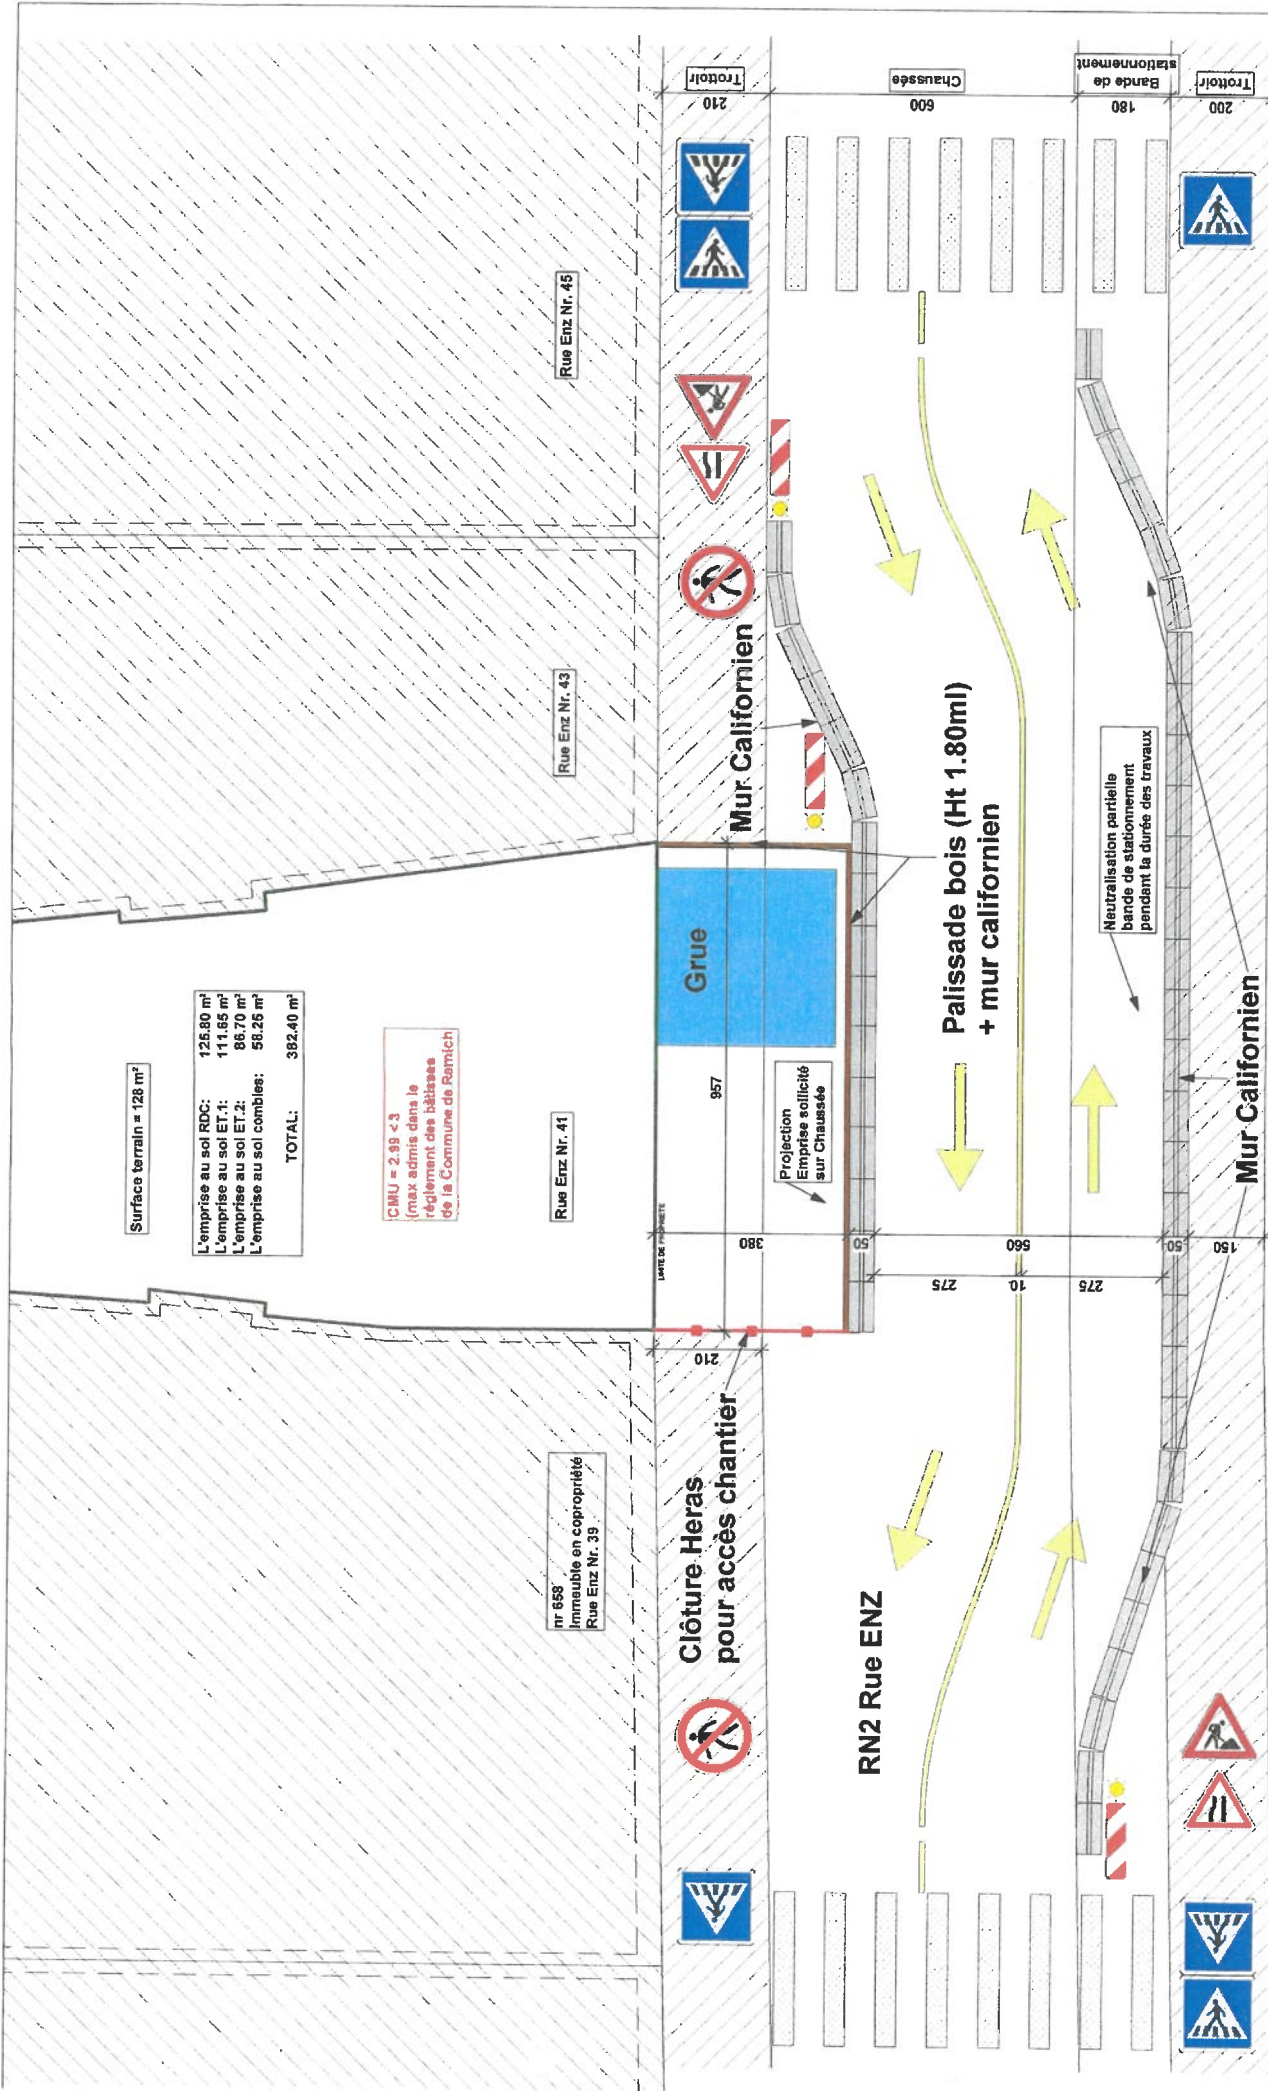 Surface terrain = 128 m²
L'emprise au sol RDC: 125.80 m²
L'emprise au sol ET.1: 111.65 m²
L'emprise au sol ET.2: 86.70 m²
L'emprise au sol combles: 58.25 m²
TOTAL: 382.40 m²
CMU = 2.99 < 3
(max admis dans le
règlement des bâtisses
de la Commune de Remich
nr 658
Immeuble en copropriété
Rue Enz Nr. 39
Rue Enz Nr. 41
Rue Enz Nr. 43
Rue Enz Nr. 45
LIMITE DE PROPRIETE
Clôture Heras
pour accès chantier
210
957
380
Grue
Projection
Emprise sollicité
sur Chaussée
Mur Californien
Trottoir
210
Chaussée
600
Bande de
stationnement
180
Trottoir
200
RN2 Rue ENZ
Palissade bois (Ht 1.80ml)
+ mur californien
50
560
50
150
275
10
275
Neutralisation partielle
bande de stationnement
pendant la durée des travaux
Mur Californien